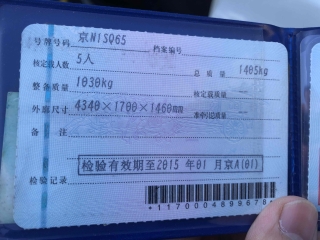 号牌号码 京N1SQ65 档案编号
核定载人数 5人 总质量 1405kg
整备质量 1030kg 核定载质量 --
外廓尺寸 4340×1700×1460mm 准牵引总质量 --
备注
检验有效期至2015年01月京A(01)
检验记录
*1170004899678*